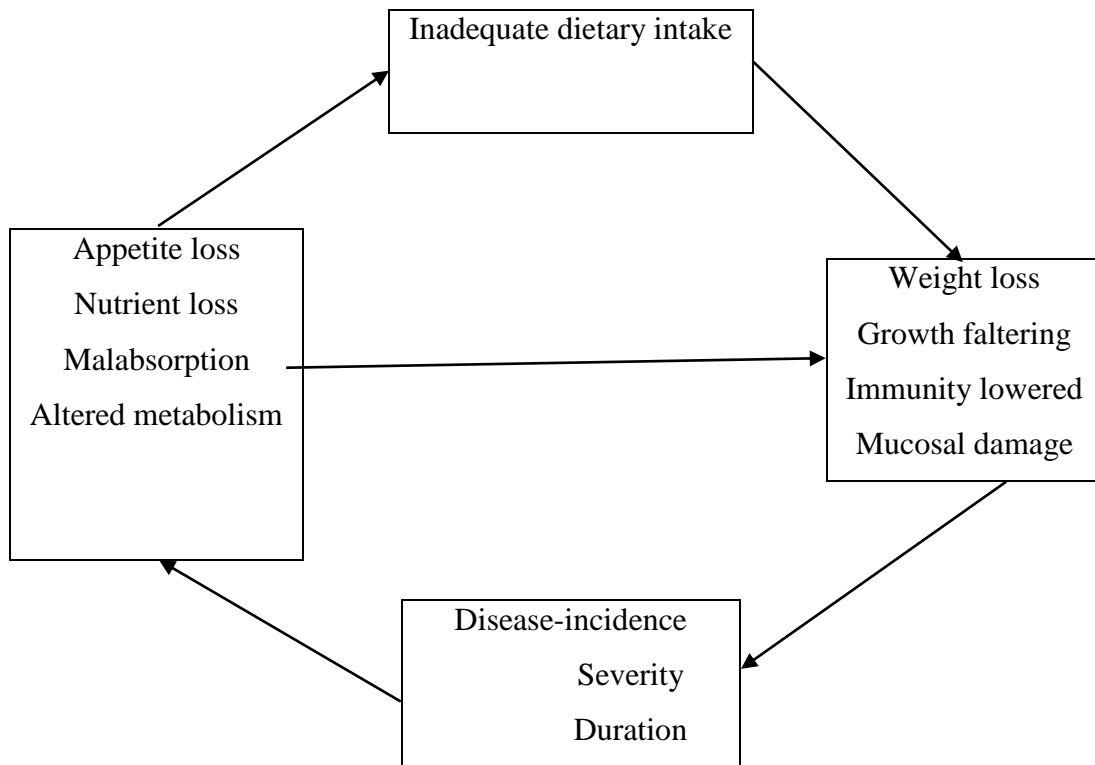 Inadequate dietary intake
Appetite loss
Nutrient loss
Malabsorption
Altered metabolism
Weight loss
Growth faltering
Immunity lowered
Mucosal damage
Disease-incidence
Severity
Duration